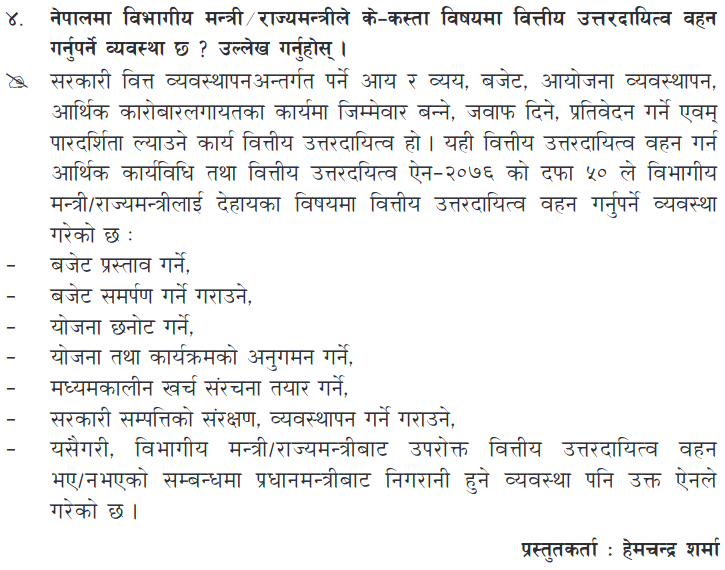 ४. नेपालमा विभागीय मन्त्री/राज्यमन्त्रीले के-कस्ता विषयमा वित्तीय उत्तरदायित्व वहन
गर्नुपर्ने व्यवस्था छ ? उल्लेख गर्नुहोस् ।
सरकारी वित्त व्यवस्थापनअन्तर्गत पर्ने आय र व्यय, बजेट, आयोजना व्यवस्थापन,
आर्थिक कारोबारलगायतका कार्यमा जिम्मेवार बन्ने, जवाफ दिने, प्रतिवेदन गर्ने एवम्
पारदर्शिता ल्याउने कार्य वित्तीय उत्तरदायित्व हो । यही वित्तीय उत्तरदायित्व वहन गर्न
आर्थिक कार्यविधि तथा वित्तीय उत्तरदयित्व ऐन-२०७६ को दफा ५० ले विभागीय
मन्त्री/राज्यमन्त्रीलाई देहायका विषयमा वित्तीय उत्तरदायित्व वहन गर्नुपर्ने व्यवस्था
गरेको छ :
- बजेट प्रस्ताव गर्ने,
- बजेट समर्पण गर्ने गराउने,
- योजना छनोट गर्ने,
- योजना तथा कार्यक्रमको अनुगमन गर्ने,
- मध्यमकालीन खर्च संरचना तयार गर्ने,
- सरकारी सम्पत्तिको संरक्षण, व्यवस्थापन गर्ने गराउने,
- यसैगरी, विभागीय मन्त्री/राज्यमन्त्रीबाट उपरोक्त वित्तीय उत्तरदायित्व वहन
भए/नभएको सम्बन्धमा प्रधानमन्त्रीबाट निगरानी हुने व्यवस्था पनि उक्त ऐनले
गरेको छ ।
प्रस्तुतकर्ता : हेमचन्द्र शर्मा